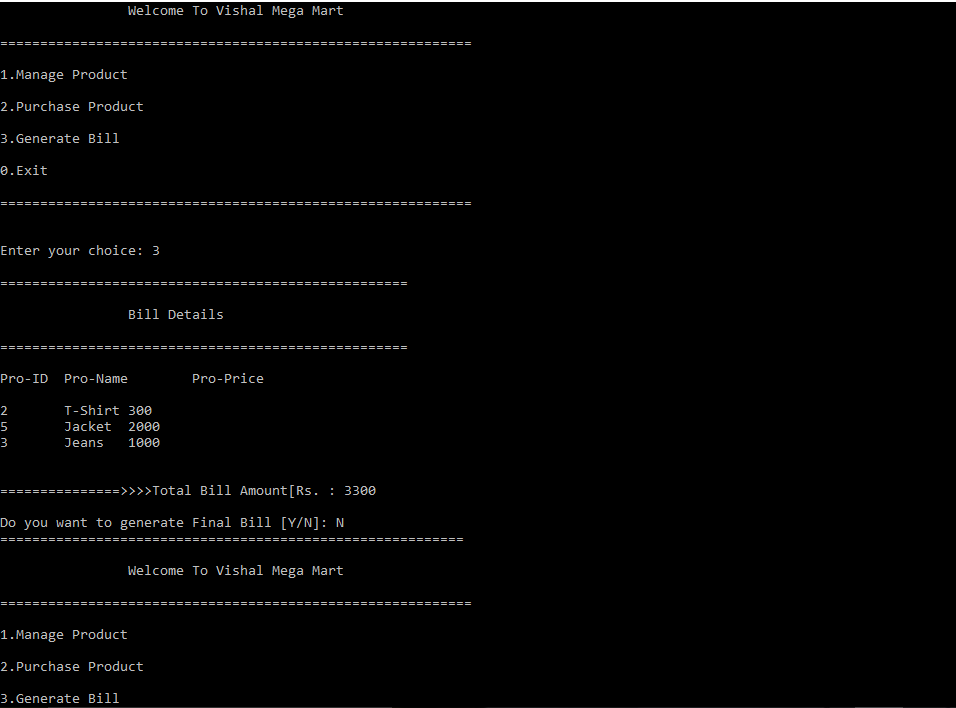 Welcome To Vishal Mega Mart
===========================================================
1.Manage Product
2.Purchase Product
3.Generate Bill
0.Exit
===========================================================
Enter your choice: 3
===================================================
Bill Details
===================================================
Pro-ID  Pro-Name        Pro-Price
2       T-Shirt 300
5       Jacket  2000
3       Jeans   1000
===============>>>>Total Bill Amount[Rs. : 3300
Do you want to generate Final Bill [Y/N]: N
==========================================================
Welcome To Vishal Mega Mart
===========================================================
1.Manage Product
2.Purchase Product
3.Generate Bill